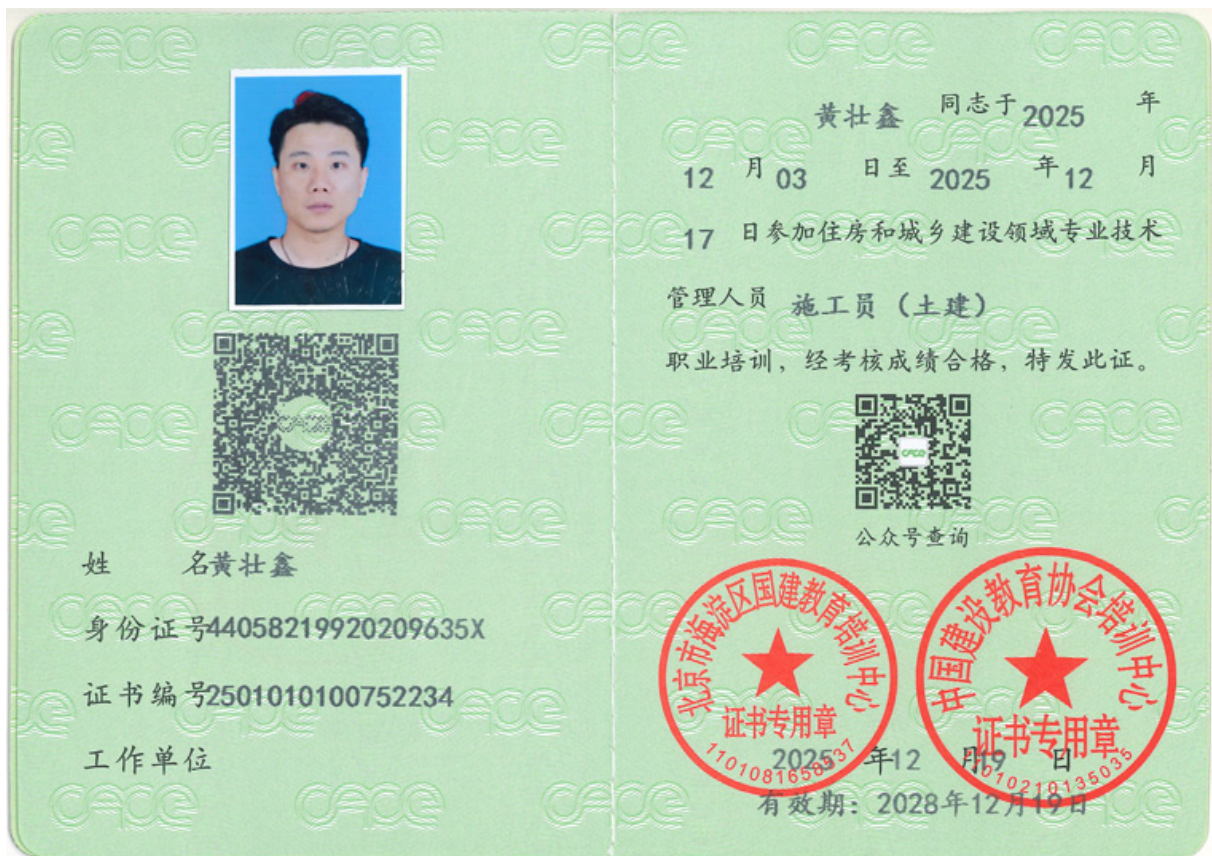 姓 名黄壮鑫
身份证号44058219920209635X
证书编号2501010100752234
工作单位
黄壮鑫 同志于2025 年
12 月 03 日至 2025 年 12 月
17 日参加住房和城乡建设领域专业技术
管理人员 施工员（土建）
职业培训，经考核成绩合格，特发此证。
CACE
公众号查询
北京市海淀区国建教育培训中心
证书专用章
中国建设教育协会培训中心
证书专用章
11010210135035
2025 年12 月19 日
有效期：2028年12月19日